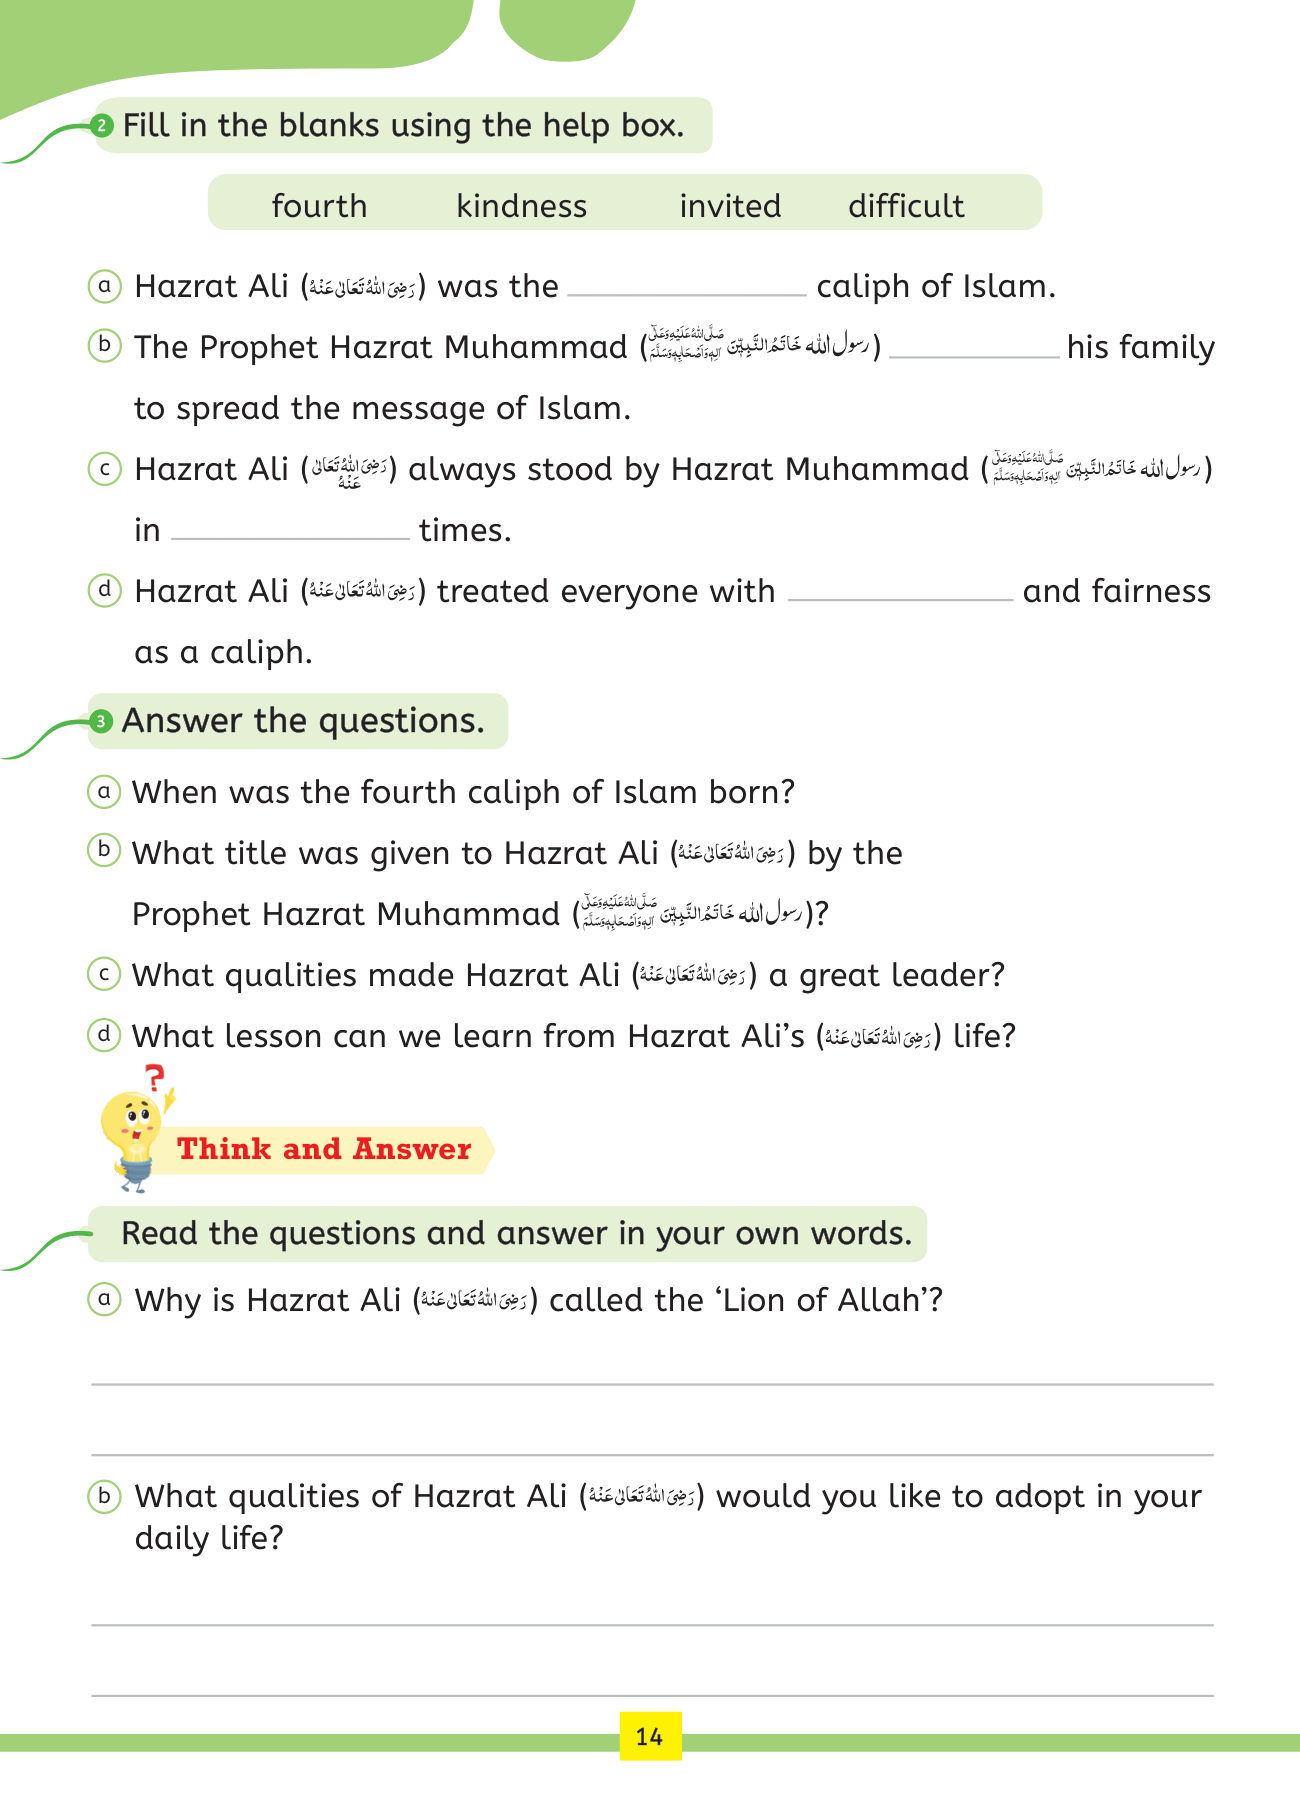 2 Fill in the blanks using the help box.
fourth kindness invited difficult
a Hazrat Ali (رَضِیَ اللّٰہُ تَعَالٰی عَنْہُ) was the ____________ caliph of Islam.
b The Prophet Hazrat Muhammad (رسول اللہ خَاتَمُ النَّبِیّٖنَ صَلَّی اللّٰہُ عَلَیْہِ وَعَلٰٓی اٰلِہٖ وَاَصْحَابِہٖ وَسَلَّمَ) ____________ his family
to spread the message of Islam.
c Hazrat Ali (رَضِیَ اللّٰہُ تَعَالٰی عَنْہُ) always stood by Hazrat Muhammad (رسول اللہ خَاتَمُ النَّبِیّٖنَ صَلَّی اللّٰہُ عَلَیْہِ وَعَلٰٓی اٰلِہٖ وَاَصْحَابِہٖ وَسَلَّمَ)
in ____________ times.
d Hazrat Ali (رَضِیَ اللّٰہُ تَعَالٰی عَنْہُ) treated everyone with ____________ and fairness
as a caliph.
3 Answer the questions.
a When was the fourth caliph of Islam born?
b What title was given to Hazrat Ali (رَضِیَ اللّٰہُ تَعَالٰی عَنْہُ) by the
Prophet Hazrat Muhammad (رسول اللہ خَاتَمُ النَّبِیّٖنَ صَلَّی اللّٰہُ عَلَیْہِ وَعَلٰٓی اٰلِہٖ وَاَصْحَابِہٖ وَسَلَّمَ)?
c What qualities made Hazrat Ali (رَضِیَ اللّٰہُ تَعَالٰی عَنْہُ) a great leader?
d What lesson can we learn from Hazrat Ali’s (رَضِیَ اللّٰہُ تَعَالٰی عَنْہُ) life?
?
Think and Answer
Read the questions and answer in your own words.
a Why is Hazrat Ali (رَضِیَ اللّٰہُ تَعَالٰی عَنْہُ) called the ‘Lion of Allah’?
b What qualities of Hazrat Ali (رَضِیَ اللّٰہُ تَعَالٰی عَنْہُ) would you like to adopt in your
daily life?
14